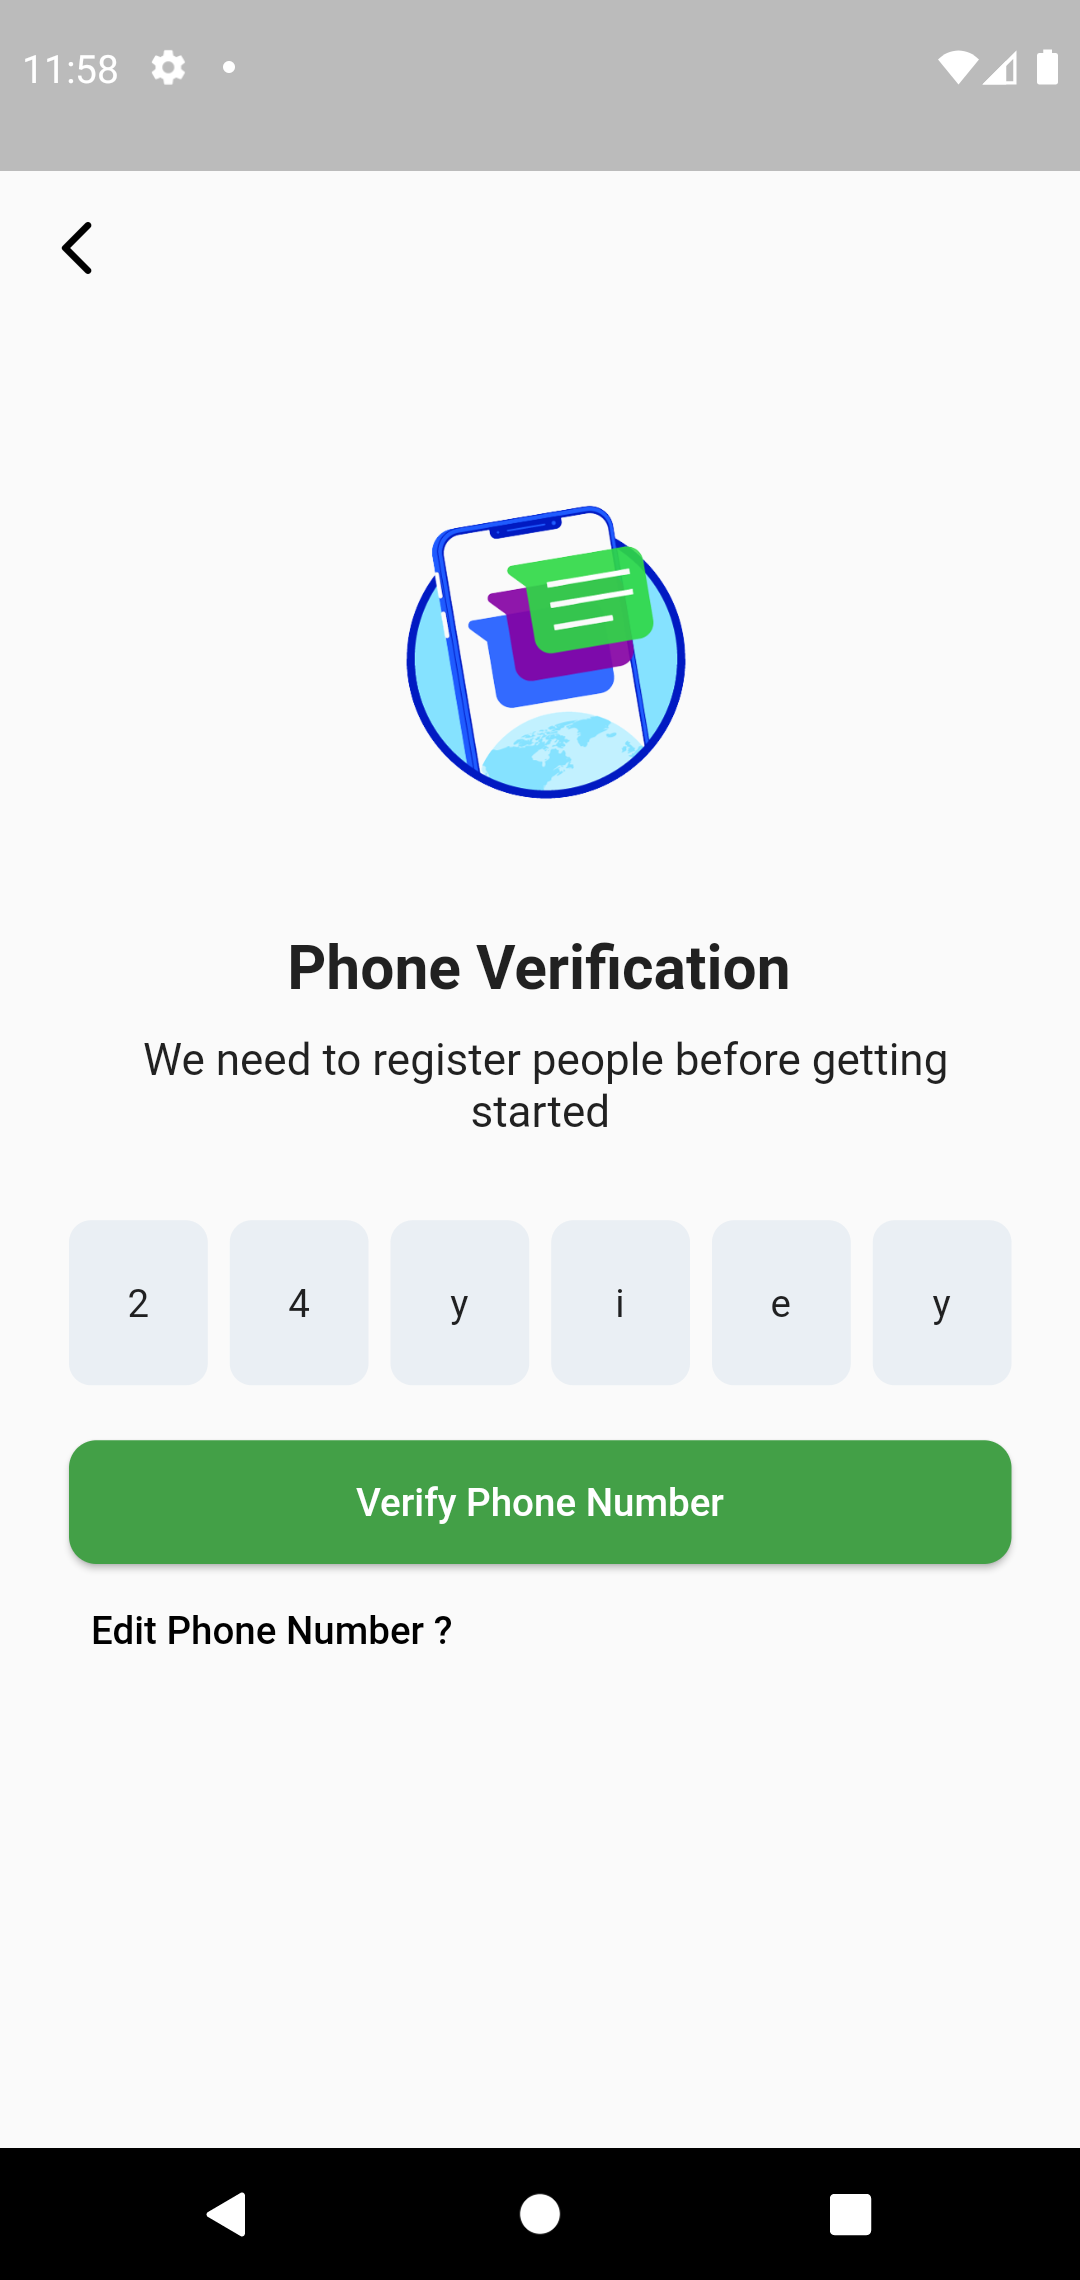 11:58
Phone Verification
We need to register people before getting
started
2 4 y i e y
Verify Phone Number
Edit Phone Number ?